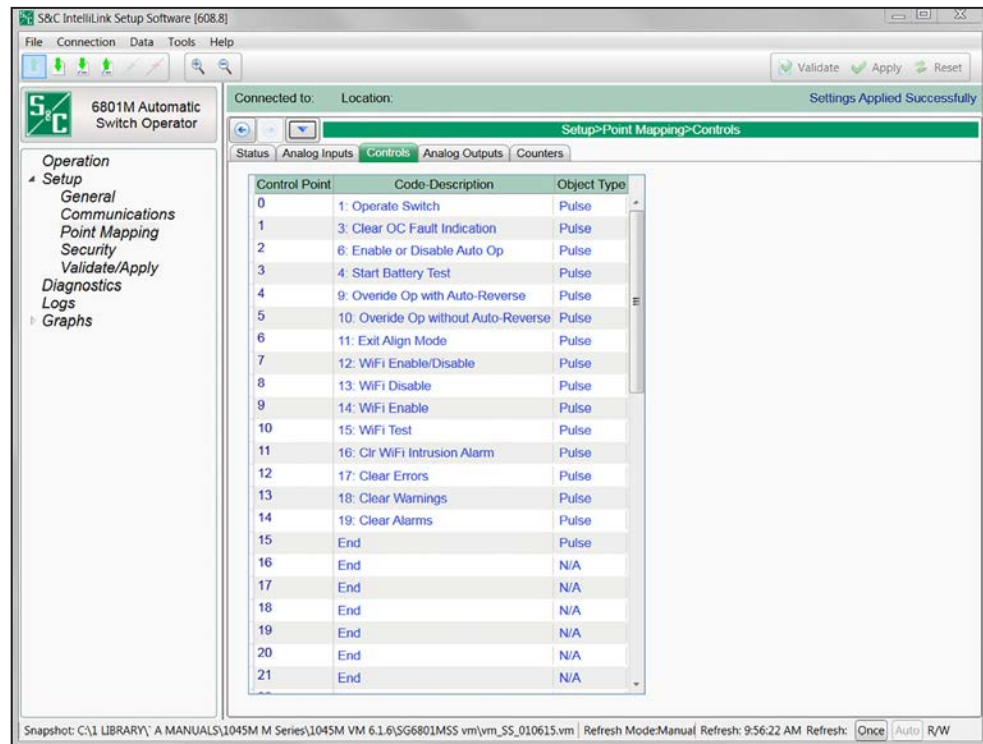 S&C IntelliLink Setup Software [608.8]
File Connection Data Tools Help
Validate Apply Reset
S&C
6801M Automatic
Switch Operator
Connected to: Location: Settings Applied Successfully
Setup>Point Mapping>Controls
Status Analog Inputs Controls Analog Outputs Counters
Operation
Setup
General
Communications
Point Mapping
Security
Validate/Apply
Diagnostics
Logs
Graphs
Control Point Code-Description Object Type
0 1: Operate Switch Pulse
1 3: Clear OC Fault Indication Pulse
2 6: Enable or Disable Auto Op Pulse
3 4: Start Battery Test Pulse
4 9: Overide Op with Auto-Reverse Pulse
5 10: Overide Op without Auto-Reverse Pulse
6 11: Exit Align Mode Pulse
7 12: WiFi Enable/Disable Pulse
8 13: WiFi Disable Pulse
9 14: WiFi Enable Pulse
10 15: WiFi Test Pulse
11 16: Clr WiFi Intrusion Alarm Pulse
12 17: Clear Errors Pulse
13 18: Clear Warnings Pulse
14 19: Clear Alarms Pulse
15 End Pulse
16 End N/A
17 End N/A
18 End N/A
19 End N/A
20 End N/A
21 End N/A
Snapshot: C:\1 LIBRARY\` A MANUALS\1045M M Series\1045M VM 6.1.6\SG6801MSS vm\vm_SS_010615.vm Refresh Mode:Manual Refresh: 9:56:22 AM Refresh: Once Auto R/W